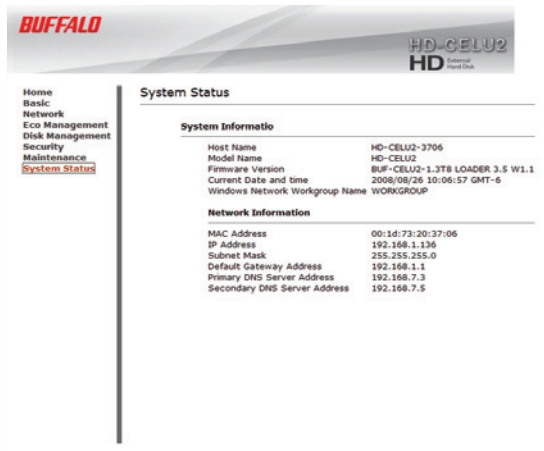 BUFFALO
HD-CELU2
HD External Hard Disk
Home
Basic
Network
Eco Management
Disk Management
Security
Maintenance
System Status
System Status
System Informatio
Host Name HD-CELU2-3706
Model Name HD-CELU2
Firmware Version BUF-CELU2-1.3T8 LOADER 3.5 W1.1
Current Date and time 2008/08/26 10:06:57 GMT-6
Windows Network Workgroup Name WORKGROUP
Network Information
MAC Address 00:1d:73:20:37:06
IP Address 192.168.1.136
Subnet Mask 255.255.255.0
Default Gateway Address 192.168.1.1
Primary DNS Server Address 192.168.7.3
Secondary DNS Server Address 192.168.7.5